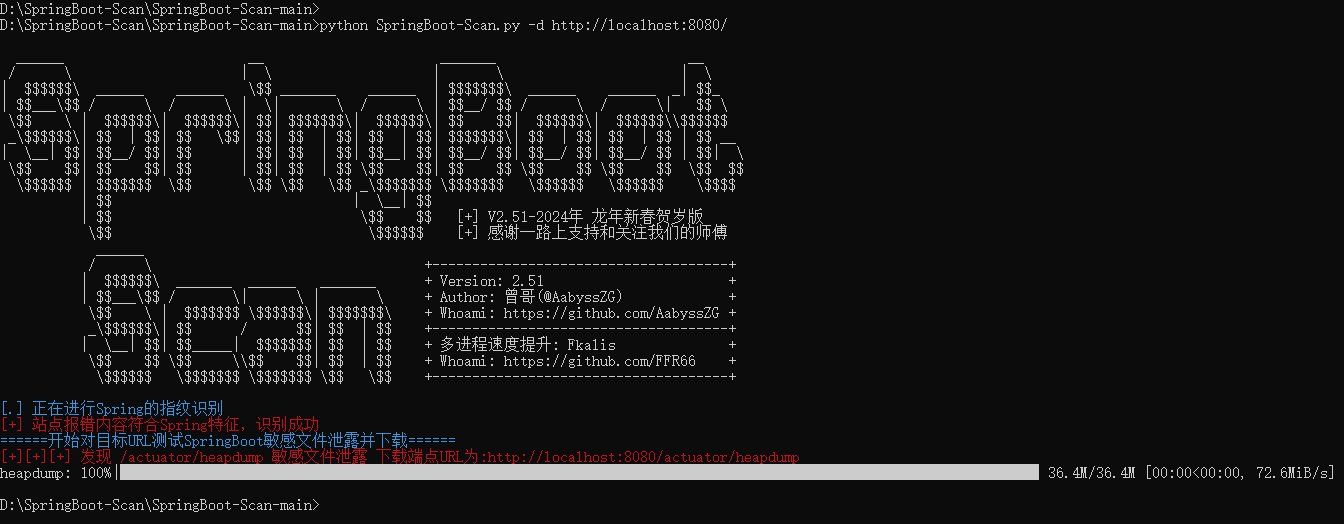 D:\SpringBoot-Scan\SpringBoot-Scan-main>
D:\SpringBoot-Scan\SpringBoot-Scan-main>python SpringBoot-Scan.py -d http://localhost:8080/
SpringBoot
[+] V2.51-2024年 龙年新春贺岁版
[+] 感谢一路上支持和关注我们的师傅
Scan
+-------------------------------------+
+ Version: 2.51 +
+ Author: 曾哥(@AabyssZG) +
+ Whoami: https://github.com/AabyssZG +
+-------------------------------------+
+ 多进程速度提升: Fkalis +
+ Whoami: https://github.com/FFR66 +
+-------------------------------------+
[.] 正在进行Spring的指纹识别
[+] 站点报错内容符合Spring特征，识别成功
======开始对目标URL测试SpringBoot敏感文件泄露并下载======
[+][+][+] 发现 /actuator/heapdump 敏感文件泄露 下载端点URL为:http://localhost:8080/actuator/heapdump
heapdump: 100%| | 36.4M/36.4M [00:00<00:00, 72.6MiB/s]
D:\SpringBoot-Scan\SpringBoot-Scan-main>